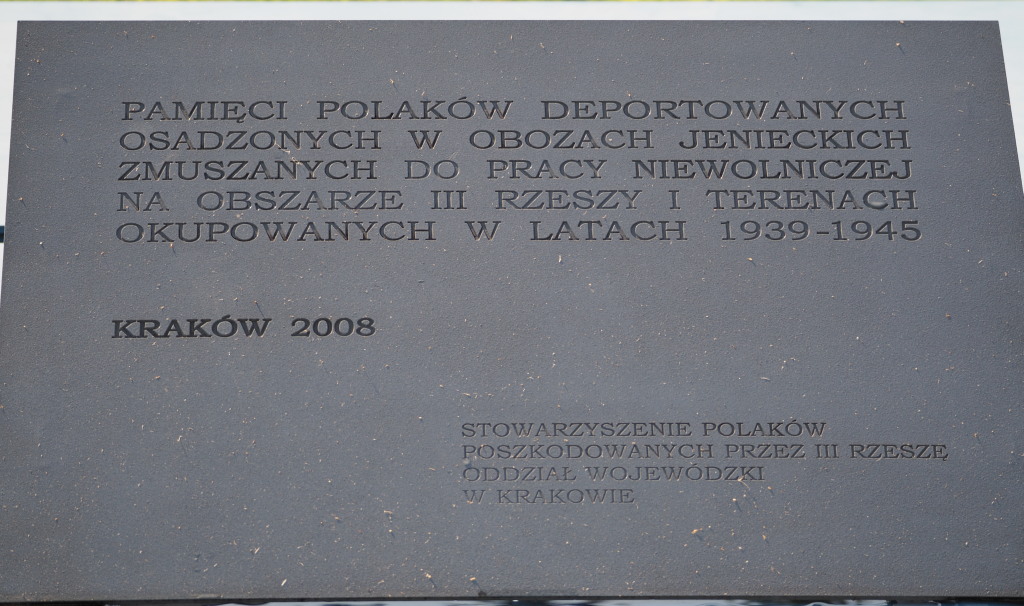 PAMIĘCI POLAKÓW DEPORTOWANYCH
OSADZONYCH W OBOZACH JENIECKICH
ZMUSZANYCH DO PRACY NIEWOLNICZEJ
NA OBSZARZE III RZESZY I TERENACH
OKUPOWANYCH W LATACH 1939-1945
KRAKÓW 2008
STOWARZYSZENIE POLAKÓW
POSZKODOWANYCH PRZEZ III RZESZĘ
ODDZIAŁ WOJEWÓDZKI
W KRAKOWIE